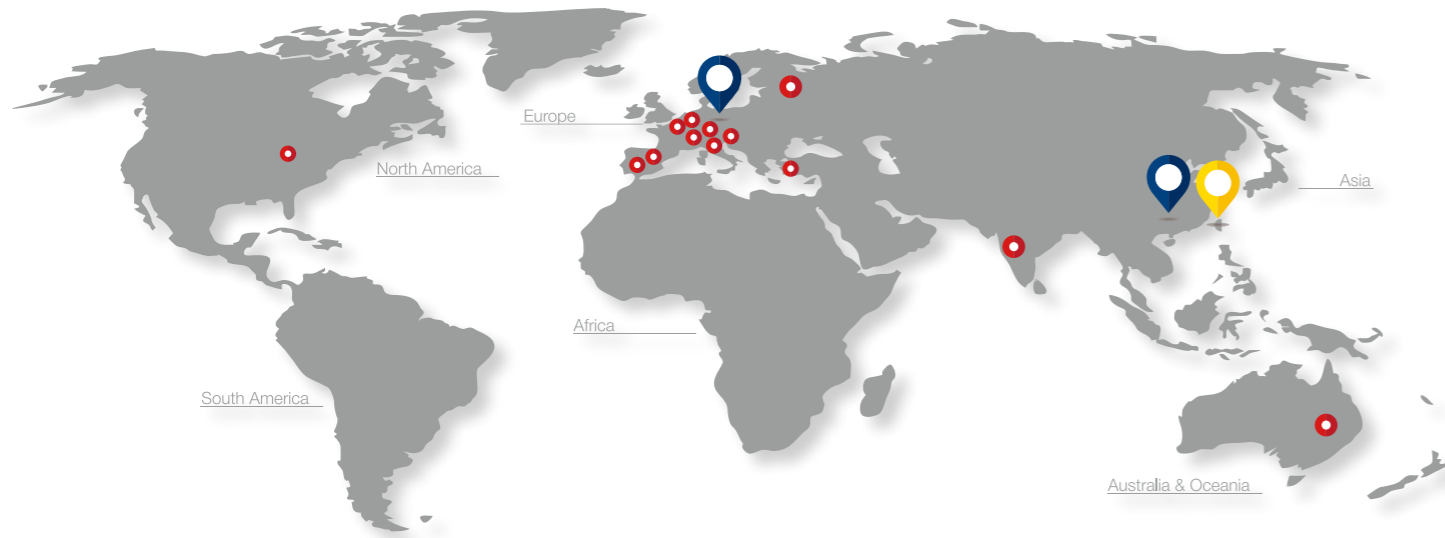 Europe
North America
Asia
Africa
South America
Australia & Oceania